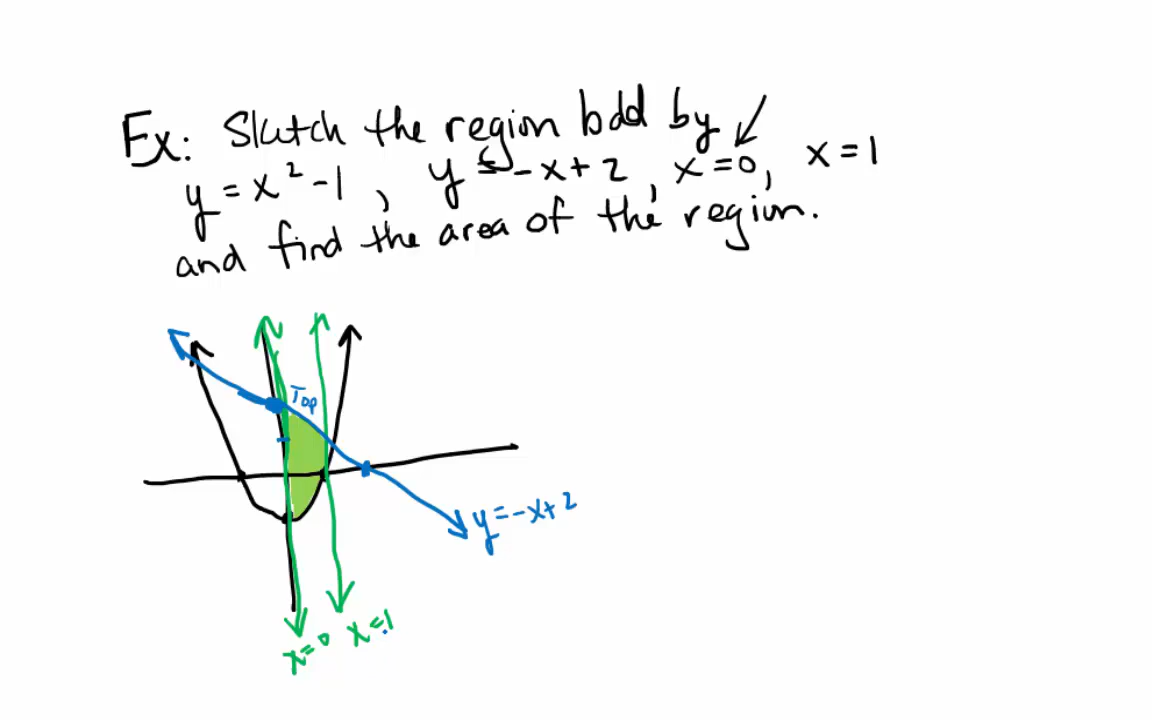 Ex: Sketch the region bdd by
y = x² - 1, y = -x + 2, x = 0, x = 1
and find the area of the region.
Top
y = -x + 2
x = 0 x = 1